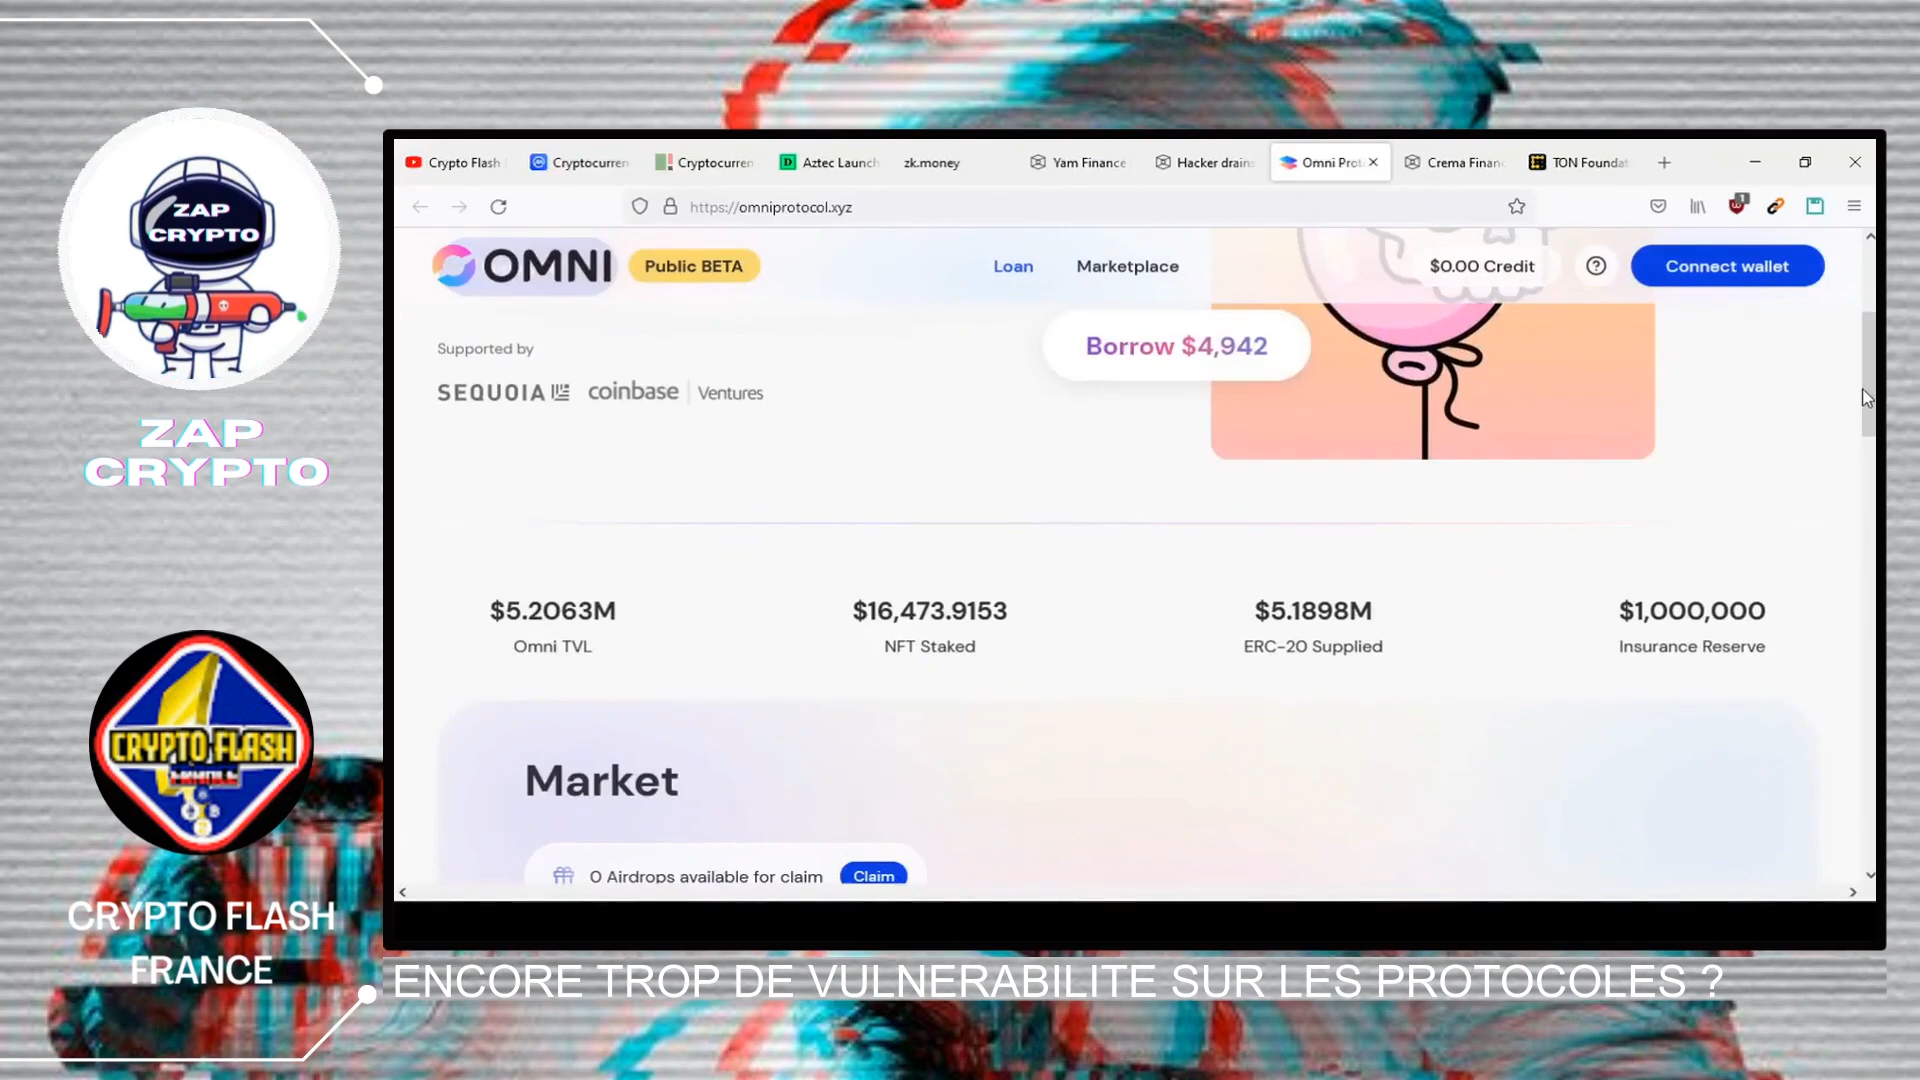 ZAP
CRYPTO
ZAP
CRYPTO
CRYPTO FLASH
CRYPTO FLASH
FRANCE
Crypto Flash
Cryptocurren
Cryptocurren
Aztec Launch
zk.money
Yam Finance
Hacker drains
Omni Prot
Crema Finan
TON Foundat
https://omniprotocol.xyz
1
OMNI
Public BETA
Loan
Marketplace
$0.00 Credit
Connect wallet
Supported by
SEQUOIA
coinbase | Ventures
Borrow $4,942
$5.2063M
Omni TVL
$16,473.9153
NFT Staked
$5.1898M
ERC-20 Supplied
$1,000,000
Insurance Reserve
Market
0 Airdrops available for claim
Claim
ENCORE TROP DE VULNERABILITE SUR LES PROTOCOLES ?